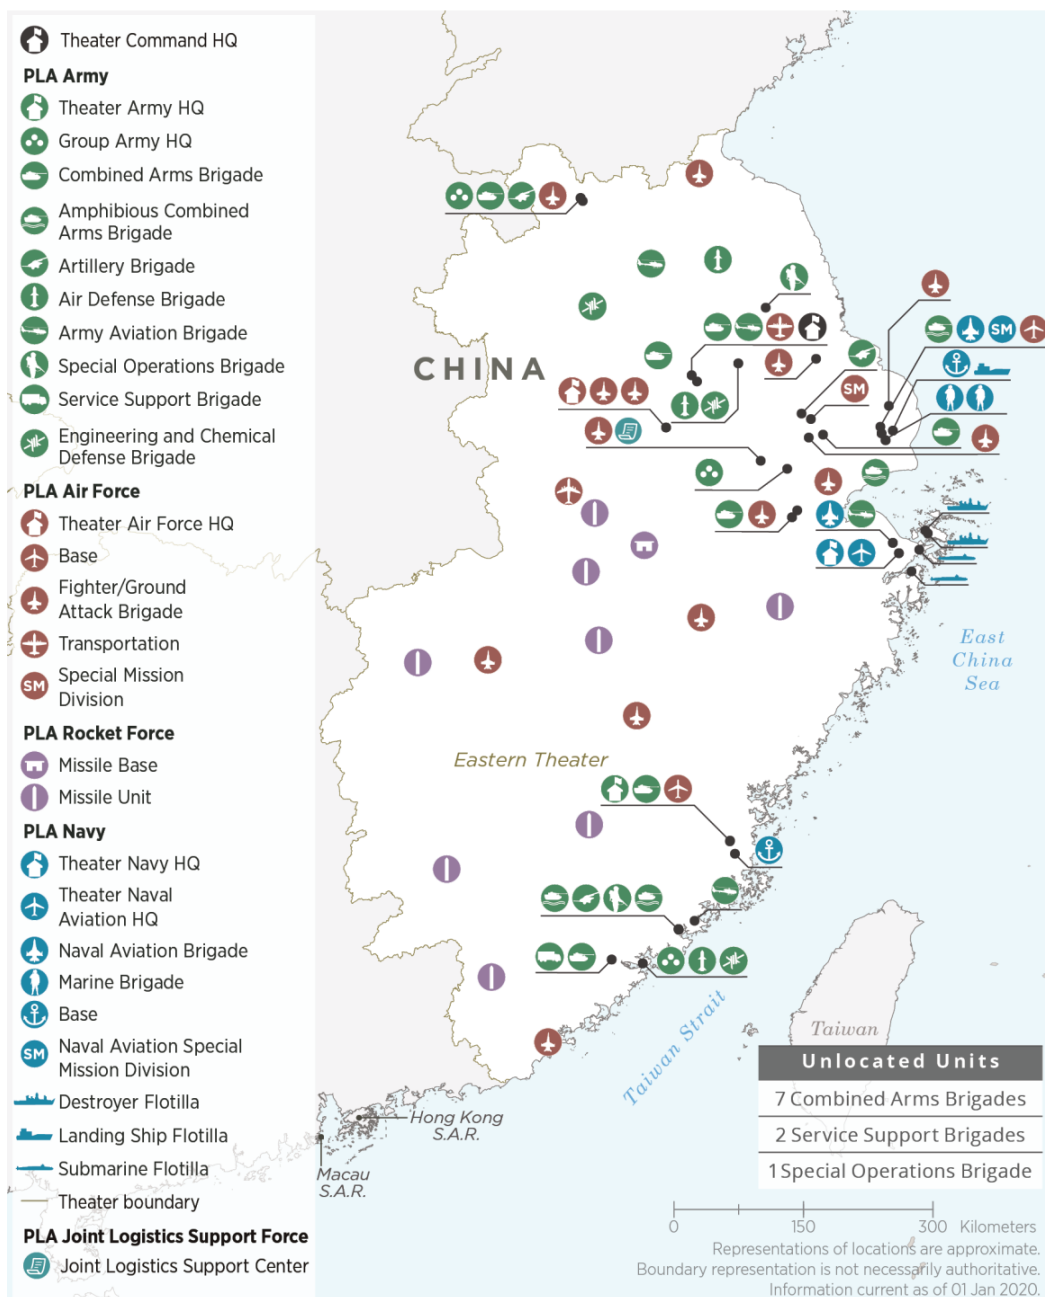 Theater Command HQ
PLA Army
Theater Army HQ
Group Army HQ
Combined Arms Brigade
Amphibious Combined
Arms Brigade
Artillery Brigade
Air Defense Brigade
Army Aviation Brigade
Special Operations Brigade
Service Support Brigade
Engineering and Chemical
Defense Brigade
PLA Air Force
Theater Air Force HQ
Base
Fighter/Ground
Attack Brigade
Transportation
SM
Special Mission
Division
PLA Rocket Force
Missile Base
Missile Unit
PLA Navy
Theater Navy HQ
Theater Naval
Aviation HQ
Naval Aviation Brigade
Marine Brigade
Base
SM
Naval Aviation Special
Mission Division
Destroyer Flotilla
Landing Ship Flotilla
Submarine Flotilla
Theater boundary
PLA Joint Logistics Support Force
Joint Logistics Support Center
CHINA
SM
SM
East
China
Sea
Eastern Theater
Taiwan Strait
Taiwan
Hong Kong
S.A.R.
Macau
S.A.R.
Unlocated Units
7 Combined Arms Brigades
2 Service Support Brigades
1 Special Operations Brigade
0 150 300 Kilometers
Representations of locations are approximate.
Boundary representation is not necessarily authoritative.
Information current as of 01 Jan 2020.